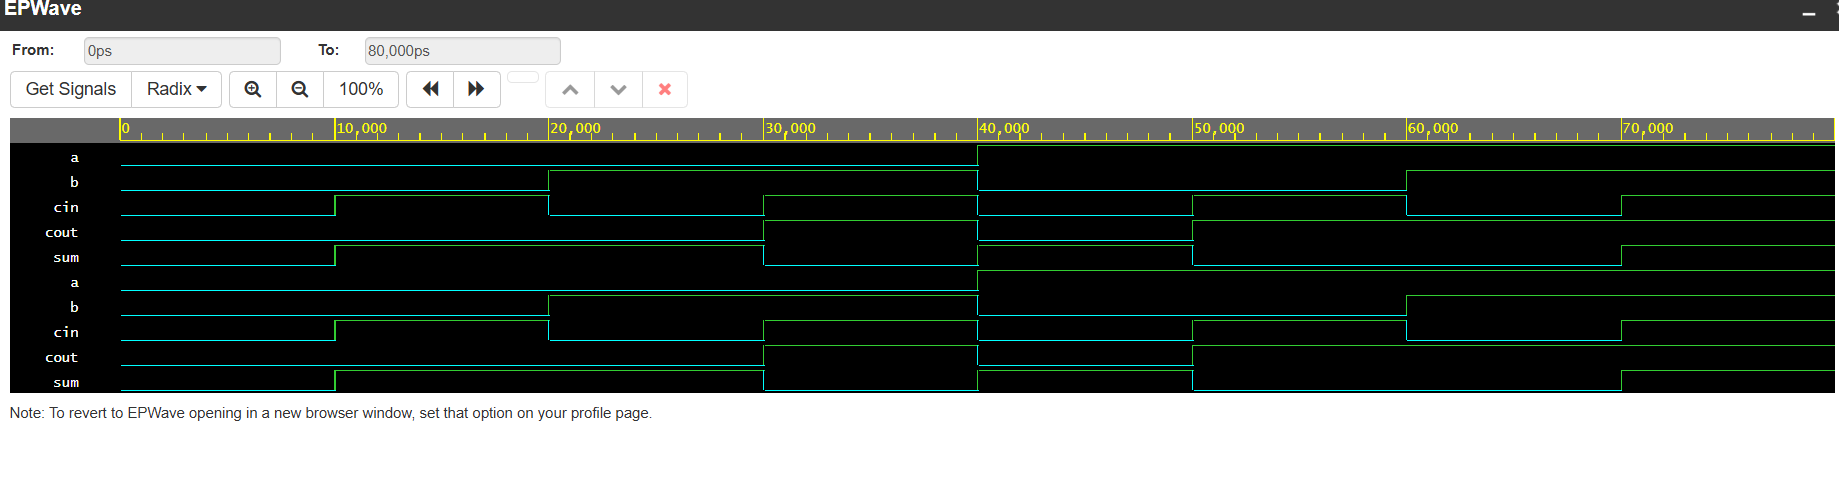 EPWave
From: 0ps To: 80,000ps
Get Signals Radix 100%
0 10,000 20,000 30,000 40,000 50,000 60,000 70,000
a
b
cin
cout
sum
a
b
cin
cout
sum
Note: To revert to EPWave opening in a new browser window, set that option on your profile page.